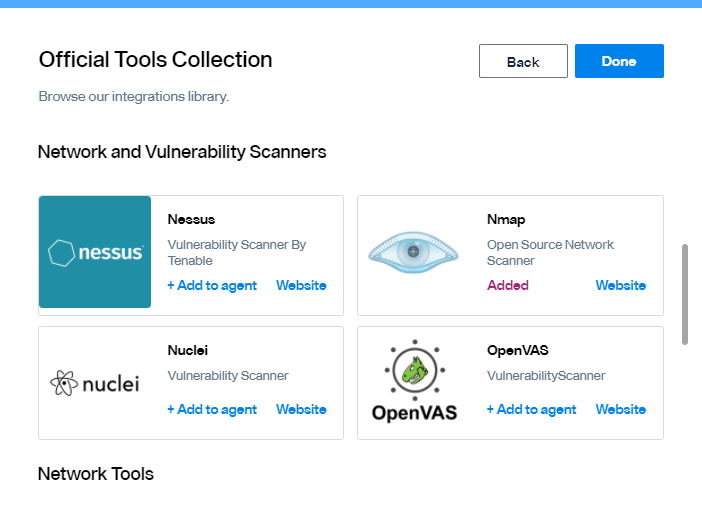 Official Tools Collection
Back
Done
Browse our integrations library.
Network and Vulnerability Scanners
nessus
Nessus
Vulnerability Scanner By
Tenable
+ Add to agent
Website
Nmap
Open Source Network
Scanner
Added
Website
nuclei
Nuclei
Vulnerability Scanner
+ Add to agent
Website
OpenVAS
OpenVAS
VulnerabilityScanner
+ Add to agent
Website
Network Tools